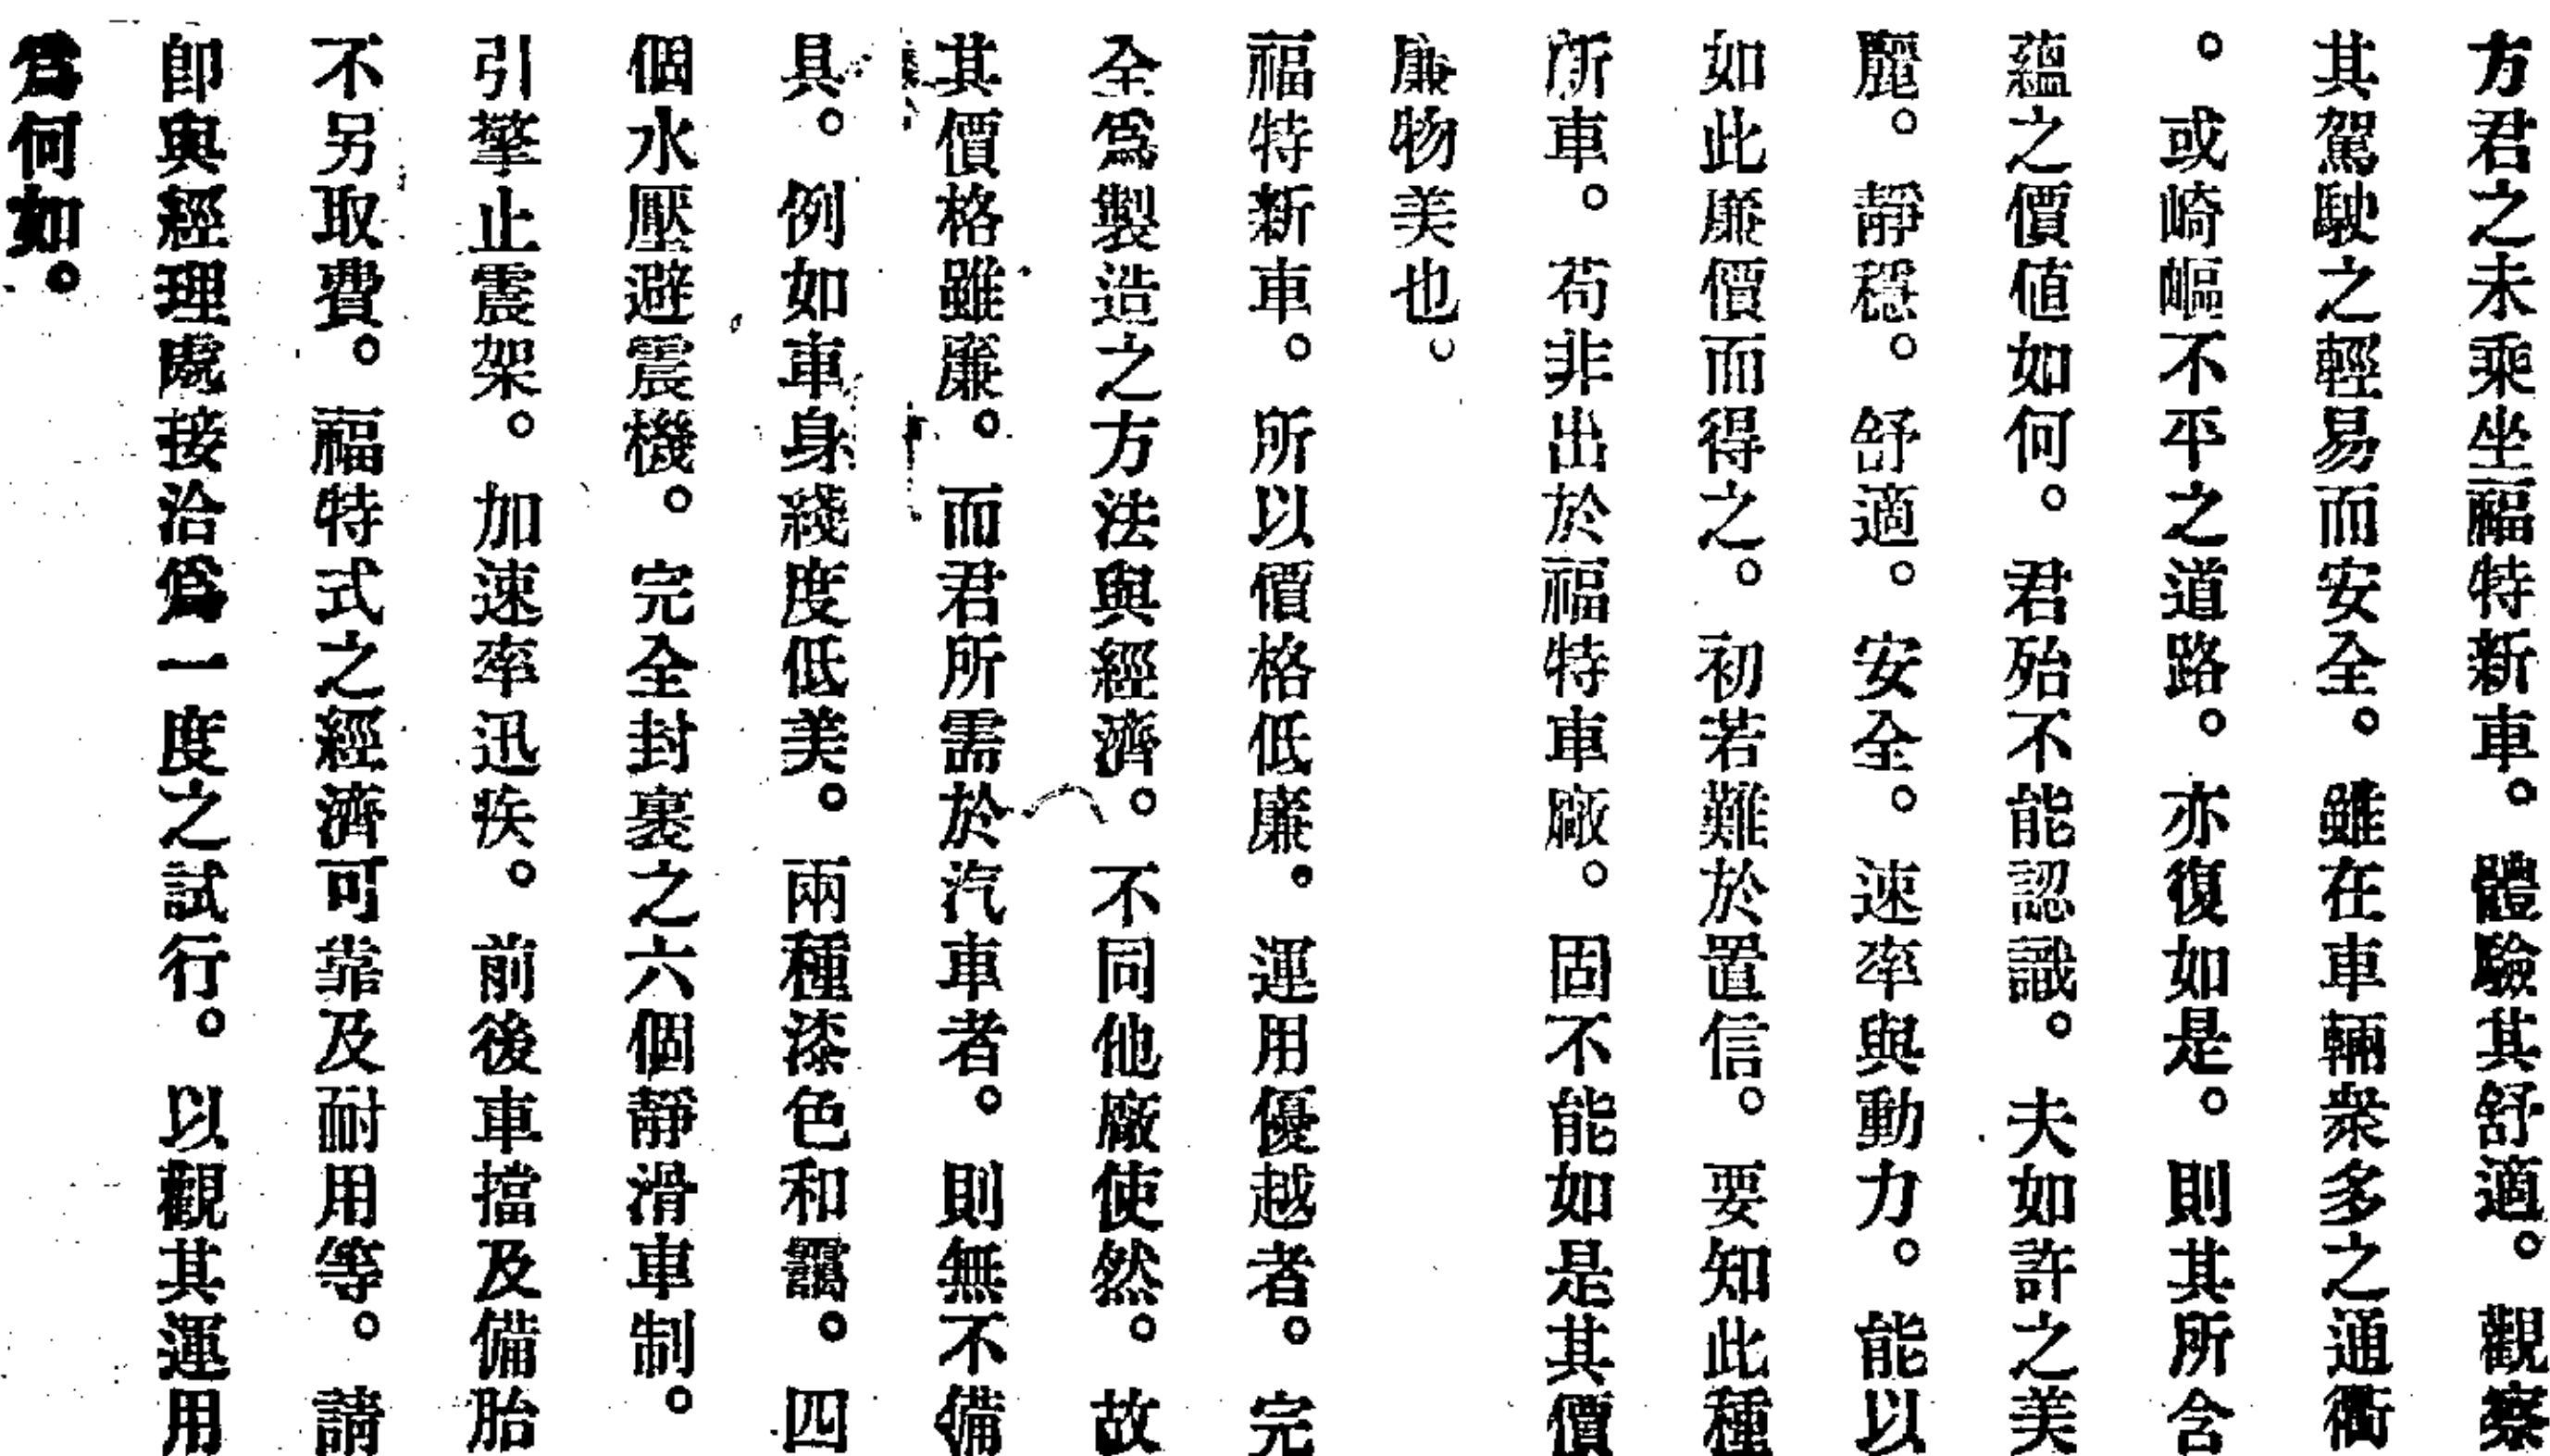 方君之未乘坐福特新車。體驗其舒適。觀察
其駕駛之輕易而安全。雖在車輛衆多之通衢
。或崎嶇不平之道路。亦復如是。則其所含
蘊之價値如何。君殆不能認識。夫如許之美
麗。靜穩。舒適。安全。速率與動力。能以
如此廉價而得之。初若難於置信。要知此種
新車。苟非出於福特車廠。固不能如是其價
廉物美也。
福特新車。所以價格低廉。運用優越者。完
全爲製造之方法與經濟。不同他廠使然。故
其價格雖廉。而君所需於汽車者。則無不備
具。例如車身綫度低美。兩種漆色和靄。四
個水壓避震機。完全封裹之六個靜滑車制。
引擎止震架。加速率迅疾。前後車擋及備胎
不另取費。福特式之經濟可靠及耐用等。請
卽與經理處接洽爲一度之試行。以觀其運用
爲何如。